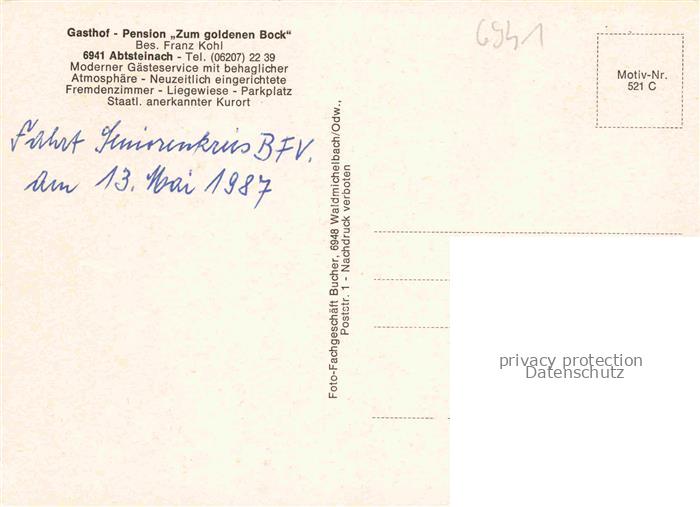 Gasthof - Pension „Zum goldenen Bock"
Bes. Franz Kohl
6941 Abtsteinach - Tel. (06207) 22 39
Moderner Gästeservice mit behaglicher
Atmosphäre - Neuzeitlich eingerichtete
Fremdenzimmer - Liegewiese - Parkplatz
Staatl. anerkannter Kurort
Fahrt Seniorenkreis BFV.
am 13. Mai 1987
Foto-Fachgeschäft Bucher, 6948 Waldmichelbach/Odw.,
Poststr. 1 - Nachdruck verboten
6941
Motiv-Nr.
521 C
privacy protection
Datenschutz